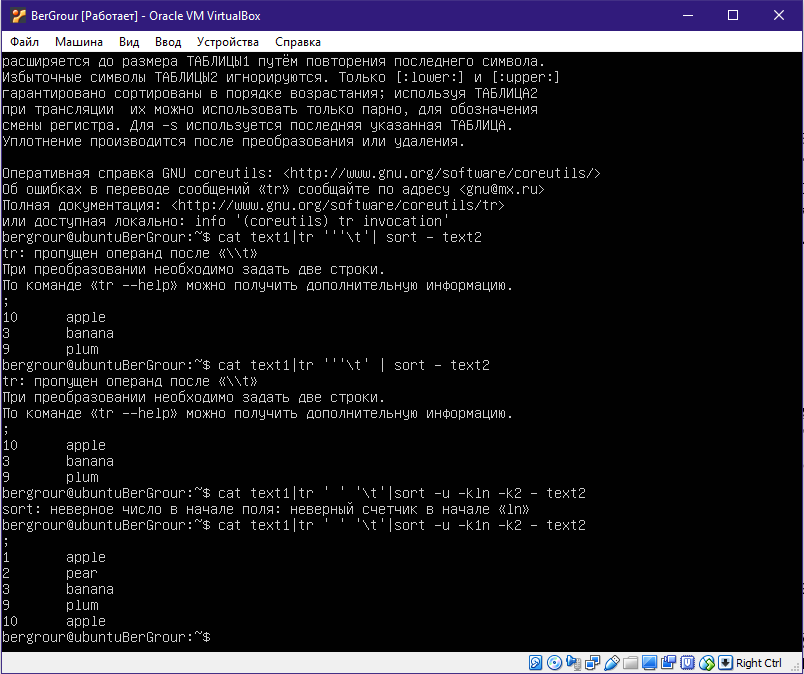 BerGrour [Работает] - Oracle VM VirtualBox
Файл Машина Вид Ввод Устройства Справка
расширяется до размера ТАБЛИЦЫ1 путём повторения последнего символа.
Избыточные символы ТАБЛИЦЫ2 игнорируются. Только [:lower:] и [:upper:]
гарантировано сортированы в порядке возрастания; используя ТАБЛИЦА2
при трансляции  их можно использовать только парно, для обозначения
смены регистра. Для -s используется последняя указанная ТАБЛИЦА.
Уплотнение производится после преобразования или удаления.

Оперативная справка GNU coreutils: <http://www.gnu.org/software/coreutils/>
Об ошибках в переводе сообщений «tr» сообщайте по адресу <gnu@mx.ru>
Полная документация: <http://www.gnu.org/software/coreutils/tr>
или доступная локально: info '(coreutils) tr invocation'
bergrour@ubuntuBerGrour:~$ cat text1|tr '''\t'| sort - text2
tr: пропущен операнд после «\\t»
При преобразовании необходимо задать две строки.
По команде «tr --help» можно получить дополнительную информацию.
;
10      apple
3       banana
9       plum
bergrour@ubuntuBerGrour:~$ cat text1|tr '''\t' | sort - text2
tr: пропущен операнд после «\\t»
При преобразовании необходимо задать две строки.
По команде «tr --help» можно получить дополнительную информацию.
;
10      apple
3       banana
9       plum
bergrour@ubuntuBerGrour:~$ cat text1|tr ' ' '\t'|sort -u -kln -k2 - text2
sort: неверное число в начале поля: неверный счетчик в начале «ln»
bergrour@ubuntuBerGrour:~$ cat text1|tr ' ' '\t'|sort -u -k1n -k2 - text2
;
1       apple
2       pear
3       banana
9       plum
10      apple
bergrour@ubuntuBerGrour:~$
Right Ctrl